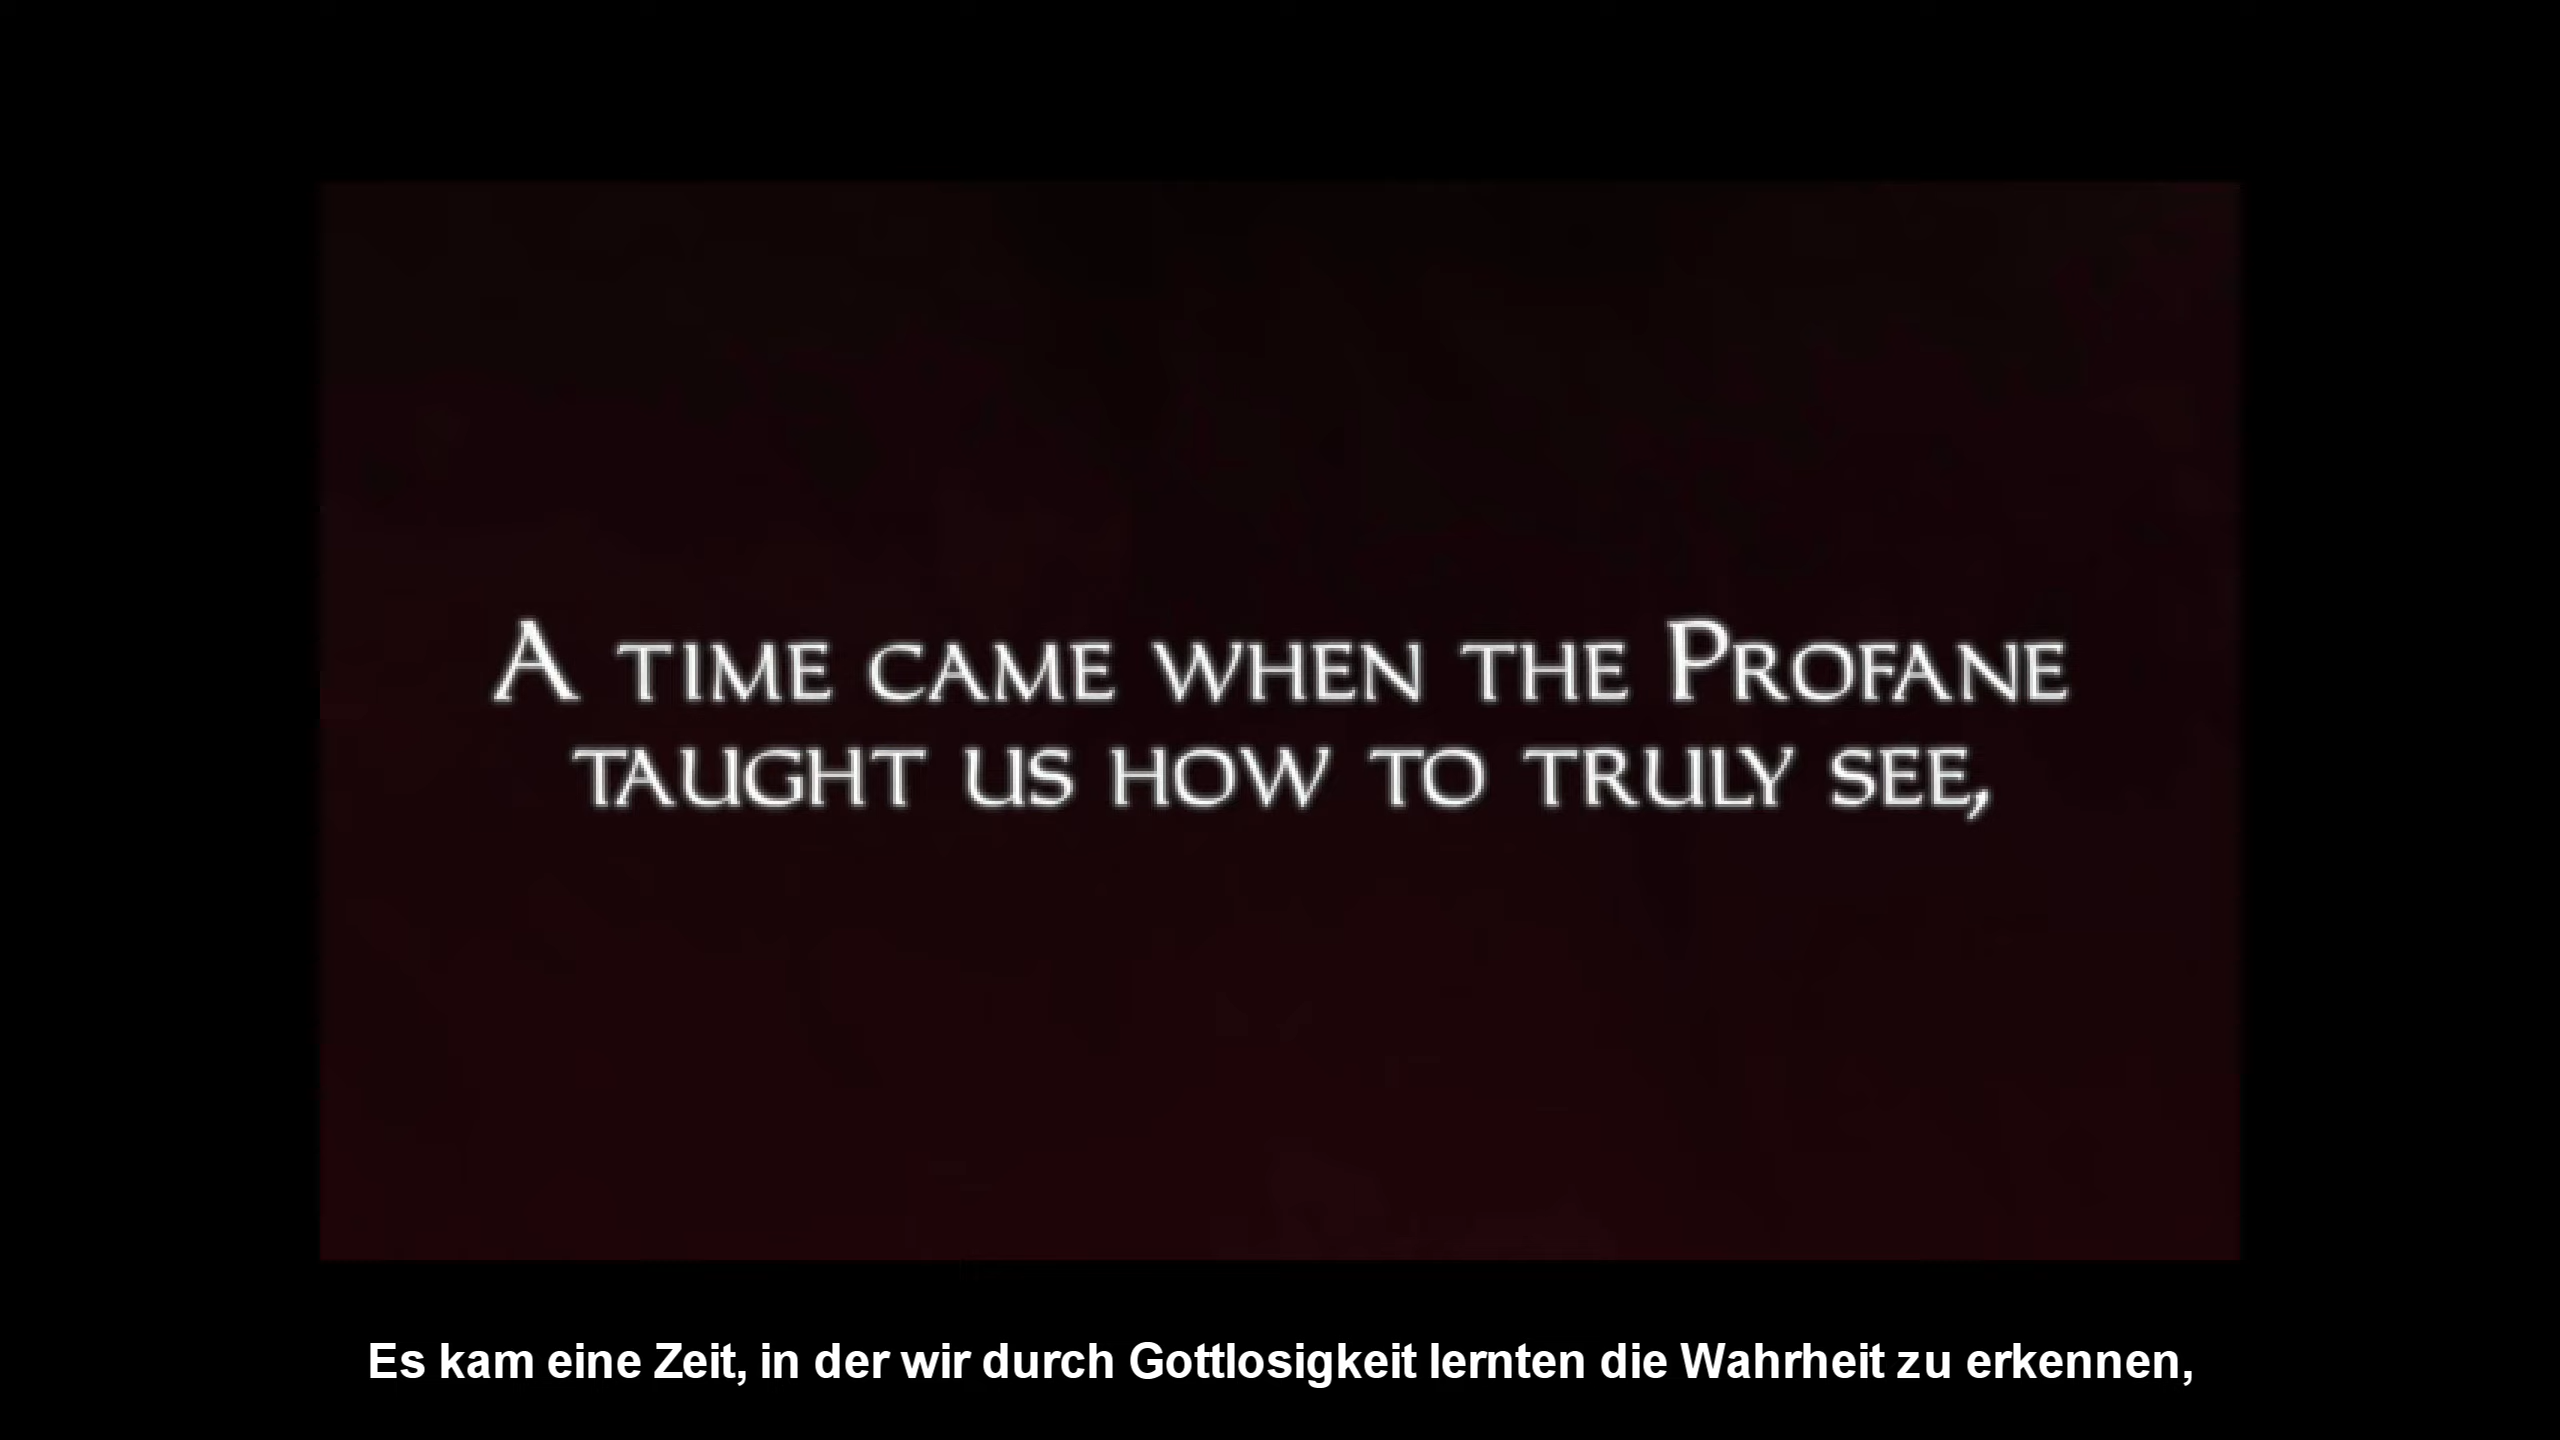 A time came when the Profane
taught us how to truly see,
Es kam eine Zeit, in der wir durch Gottlosigkeit lernten die Wahrheit zu erkennen,